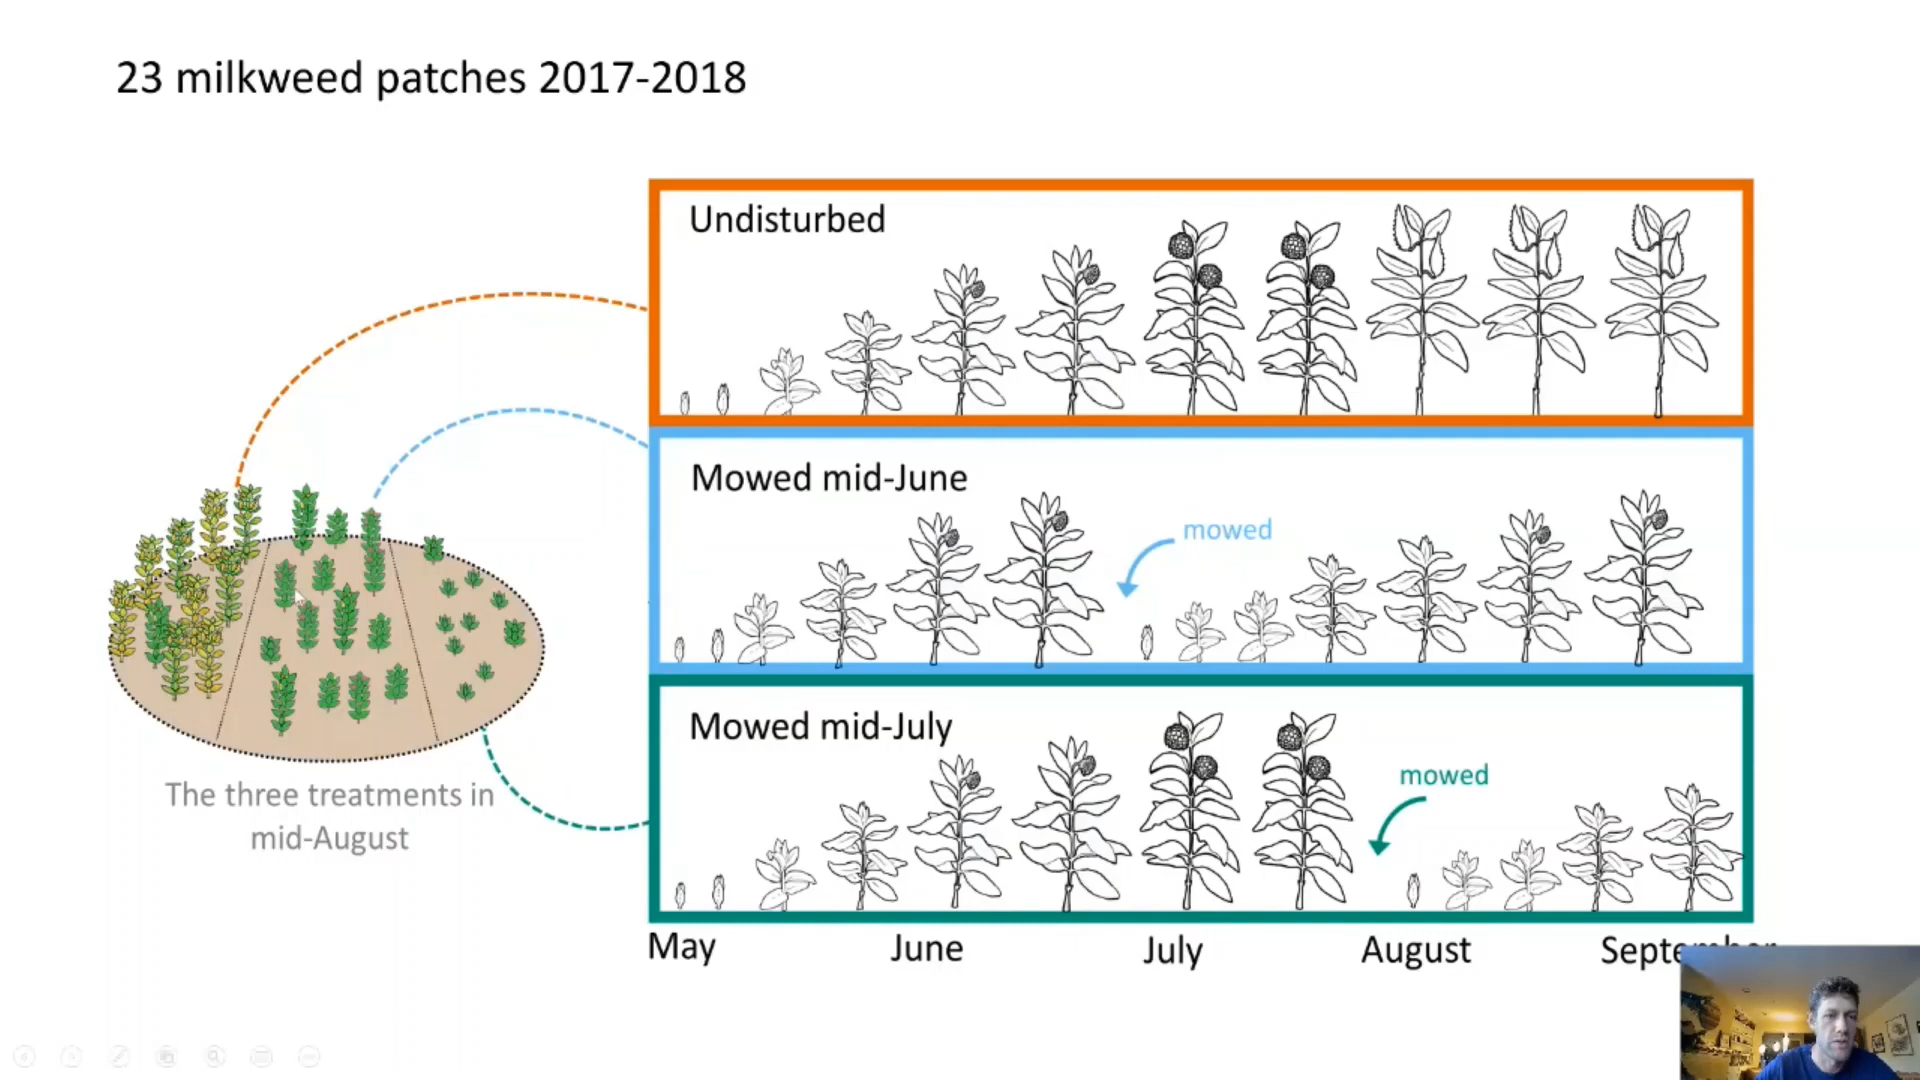 23 milkweed patches 2017-2018
Undisturbed
Mowed mid-June
mowed
Mowed mid-July
mowed
The three treatments in
mid-August
May June July August